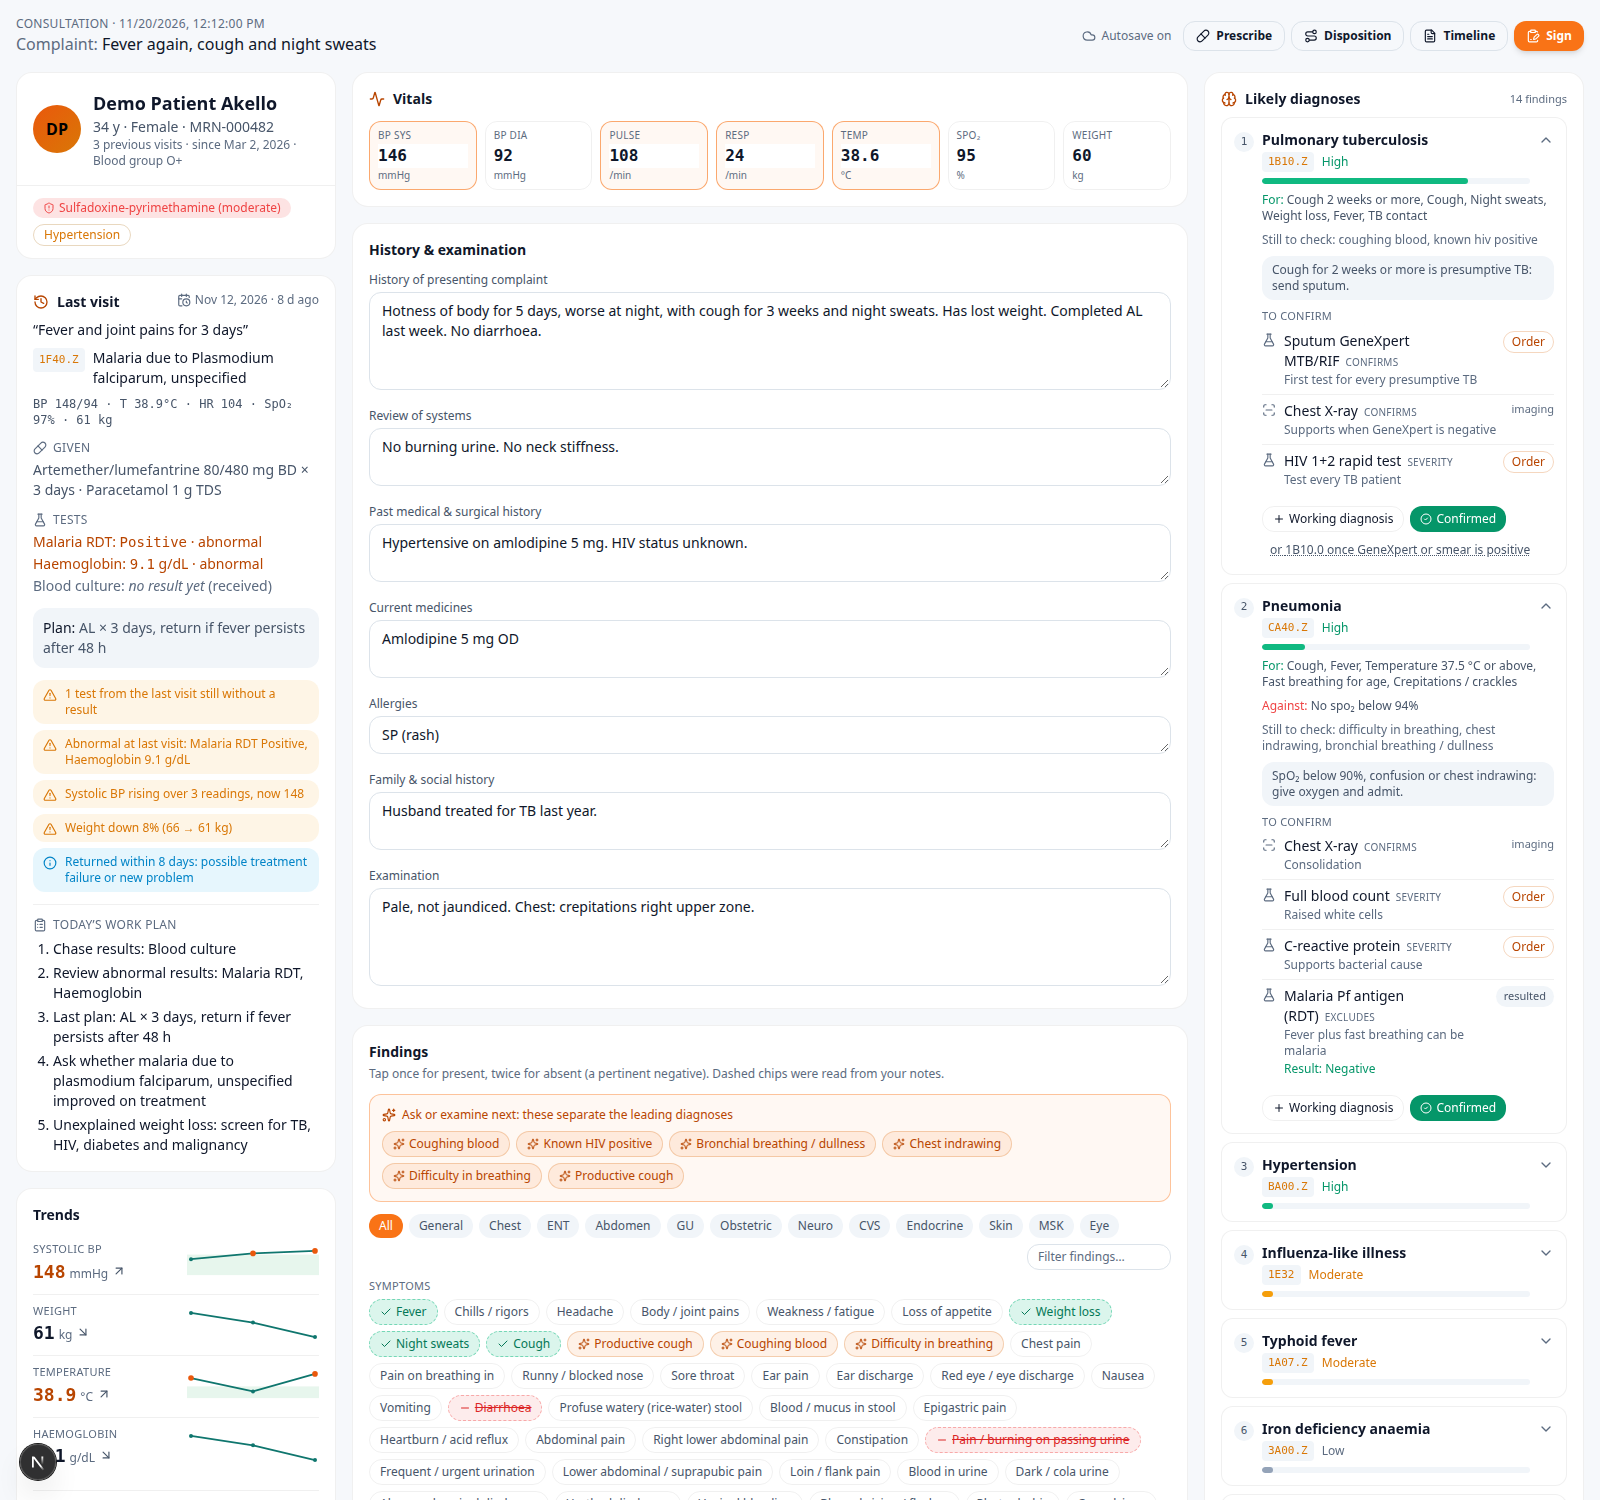 CONSULTATION · 11/20/2026, 12:12:00 PM
Complaint: Fever again, cough and night sweats
Autosave on
Prescribe
Disposition
Timeline
Sign
DP
Demo Patient Akello
34 y · Female · MRN-000482
3 previous visits · since Mar 2, 2026 ·
Blood group O+
Sulfadoxine-pyrimethamine (moderate)
Hypertension
Last visit
Nov 12, 2026 · 8 d ago
“Fever and joint pains for 3 days”
1F40.Z
Malaria due to Plasmodium
falciparum, unspecified
BP 148/94 · T 38.9°C · HR 104 · SpO₂
97% · 61 kg
GIVEN
Artemether/lumefantrine 80/480 mg BD ×
3 days · Paracetamol 1 g TDS
TESTS
Malaria RDT: Positive · abnormal
Haemoglobin: 9.1 g/dL · abnormal
Blood culture: no result yet (received)
Plan: AL × 3 days, return if fever persists
after 48 h
1 test from the last visit still without a
result
Abnormal at last visit: Malaria RDT Positive,
Haemoglobin 9.1 g/dL
Systolic BP rising over 3 readings, now 148
Weight down 8% (66 → 61 kg)
Returned within 8 days: possible treatment
failure or new problem
TODAY'S WORK PLAN
1. Chase results: Blood culture
2. Review abnormal results: Malaria RDT,
Haemoglobin
3. Last plan: AL × 3 days, return if fever
persists after 48 h
4. Ask whether malaria due to
plasmodium falciparum, unspecified
improved on treatment
5. Unexplained weight loss: screen for TB,
HIV, diabetes and malignancy
Trends
SYSTOLIC BP
148 mmHg
WEIGHT
61 kg
TEMPERATURE
38.9 °C
HAEMOGLOBIN
1 g/dL
N
Vitals
BP SYS
146
mmHg
BP DIA
92
mmHg
PULSE
108
/min
RESP
24
/min
TEMP
38.6
°C
SPO₂
95
%
WEIGHT
60
kg
History & examination
History of presenting complaint
Hotness of body for 5 days, worse at night, with cough for 3 weeks and night sweats. Has lost weight. Completed AL
last week. No diarrhoea.
Review of systems
No burning urine. No neck stiffness.
Past medical & surgical history
Hypertensive on amlodipine 5 mg. HIV status unknown.
Current medicines
Amlodipine 5 mg OD
Allergies
SP (rash)
Family & social history
Husband treated for TB last year.
Examination
Pale, not jaundiced. Chest: crepitations right upper zone.
Findings
Tap once for present, twice for absent (a pertinent negative). Dashed chips were read from your notes.
Ask or examine next: these separate the leading diagnoses
Coughing blood
Known HIV positive
Bronchial breathing / dullness
Chest indrawing
Difficulty in breathing
Productive cough
All
General
Chest
ENT
Abdomen
GU
Obstetric
Neuro
CVS
Endocrine
Skin
MSK
Eye
Filter findings...
SYMPTOMS
Fever
Chills / rigors
Headache
Body / joint pains
Weakness / fatigue
Loss of appetite
Weight loss
Night sweats
Cough
Productive cough
Coughing blood
Difficulty in breathing
Chest pain
Pain on breathing in
Runny / blocked nose
Sore throat
Ear pain
Ear discharge
Red eye / eye discharge
Nausea
Vomiting
Diarrhoea
Profuse watery (rice-water) stool
Blood / mucus in stool
Epigastric pain
Heartburn / acid reflux
Abdominal pain
Right lower abdominal pain
Constipation
Pain / burning on passing urine
Frequent / urgent urination
Lower abdominal / suprapubic pain
Loin / flank pain
Blood in urine
Dark / cola urine
Likely diagnoses
14 findings
1
Pulmonary tuberculosis
1B10.Z
High
For: Cough 2 weeks or more, Cough, Night sweats,
Weight loss, Fever, TB contact
Still to check: coughing blood, known hiv positive
Cough for 2 weeks or more is presumptive TB:
send sputum.
TO CONFIRM
Sputum GeneXpert
MTB/RIF CONFIRMS
First test for every presumptive TB
Order
Chest X-ray CONFIRMS
Supports when GeneXpert is negative
imaging
HIV 1+2 rapid test SEVERITY
Test every TB patient
Order
+ Working diagnosis
Confirmed
or 1B10.0 once GeneXpert or smear is positive
2
Pneumonia
CA40.Z
High
For: Cough, Fever, Temperature 37.5 °C or above,
Fast breathing for age, Crepitations / crackles
Against: No spo₂ below 94%
Still to check: difficulty in breathing, chest
indrawing, bronchial breathing / dullness
SpO₂ below 90%, confusion or chest indrawing:
give oxygen and admit.
TO CONFIRM
Chest X-ray CONFIRMS
Consolidation
imaging
Full blood count SEVERITY
Raised white cells
Order
C-reactive protein SEVERITY
Supports bacterial cause
Order
Malaria Pf antigen
(RDT) EXCLUDES
Fever plus fast breathing can be
malaria
Result: Negative
resulted
+ Working diagnosis
Confirmed
3
Hypertension
BA00.Z
High
4
Influenza-like illness
1E32
Moderate
5
Typhoid fever
1A07.Z
Moderate
6
Iron deficiency anaemia
3A00.Z
Low